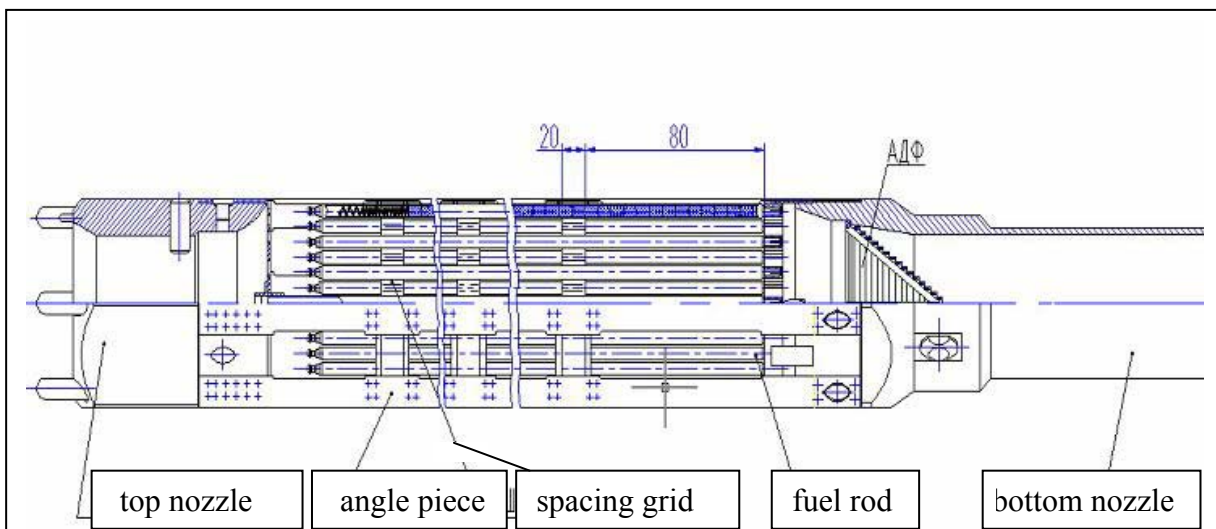 20
80
АДФ
top nozzle
angle piece
spacing grid
fuel rod
bottom nozzle